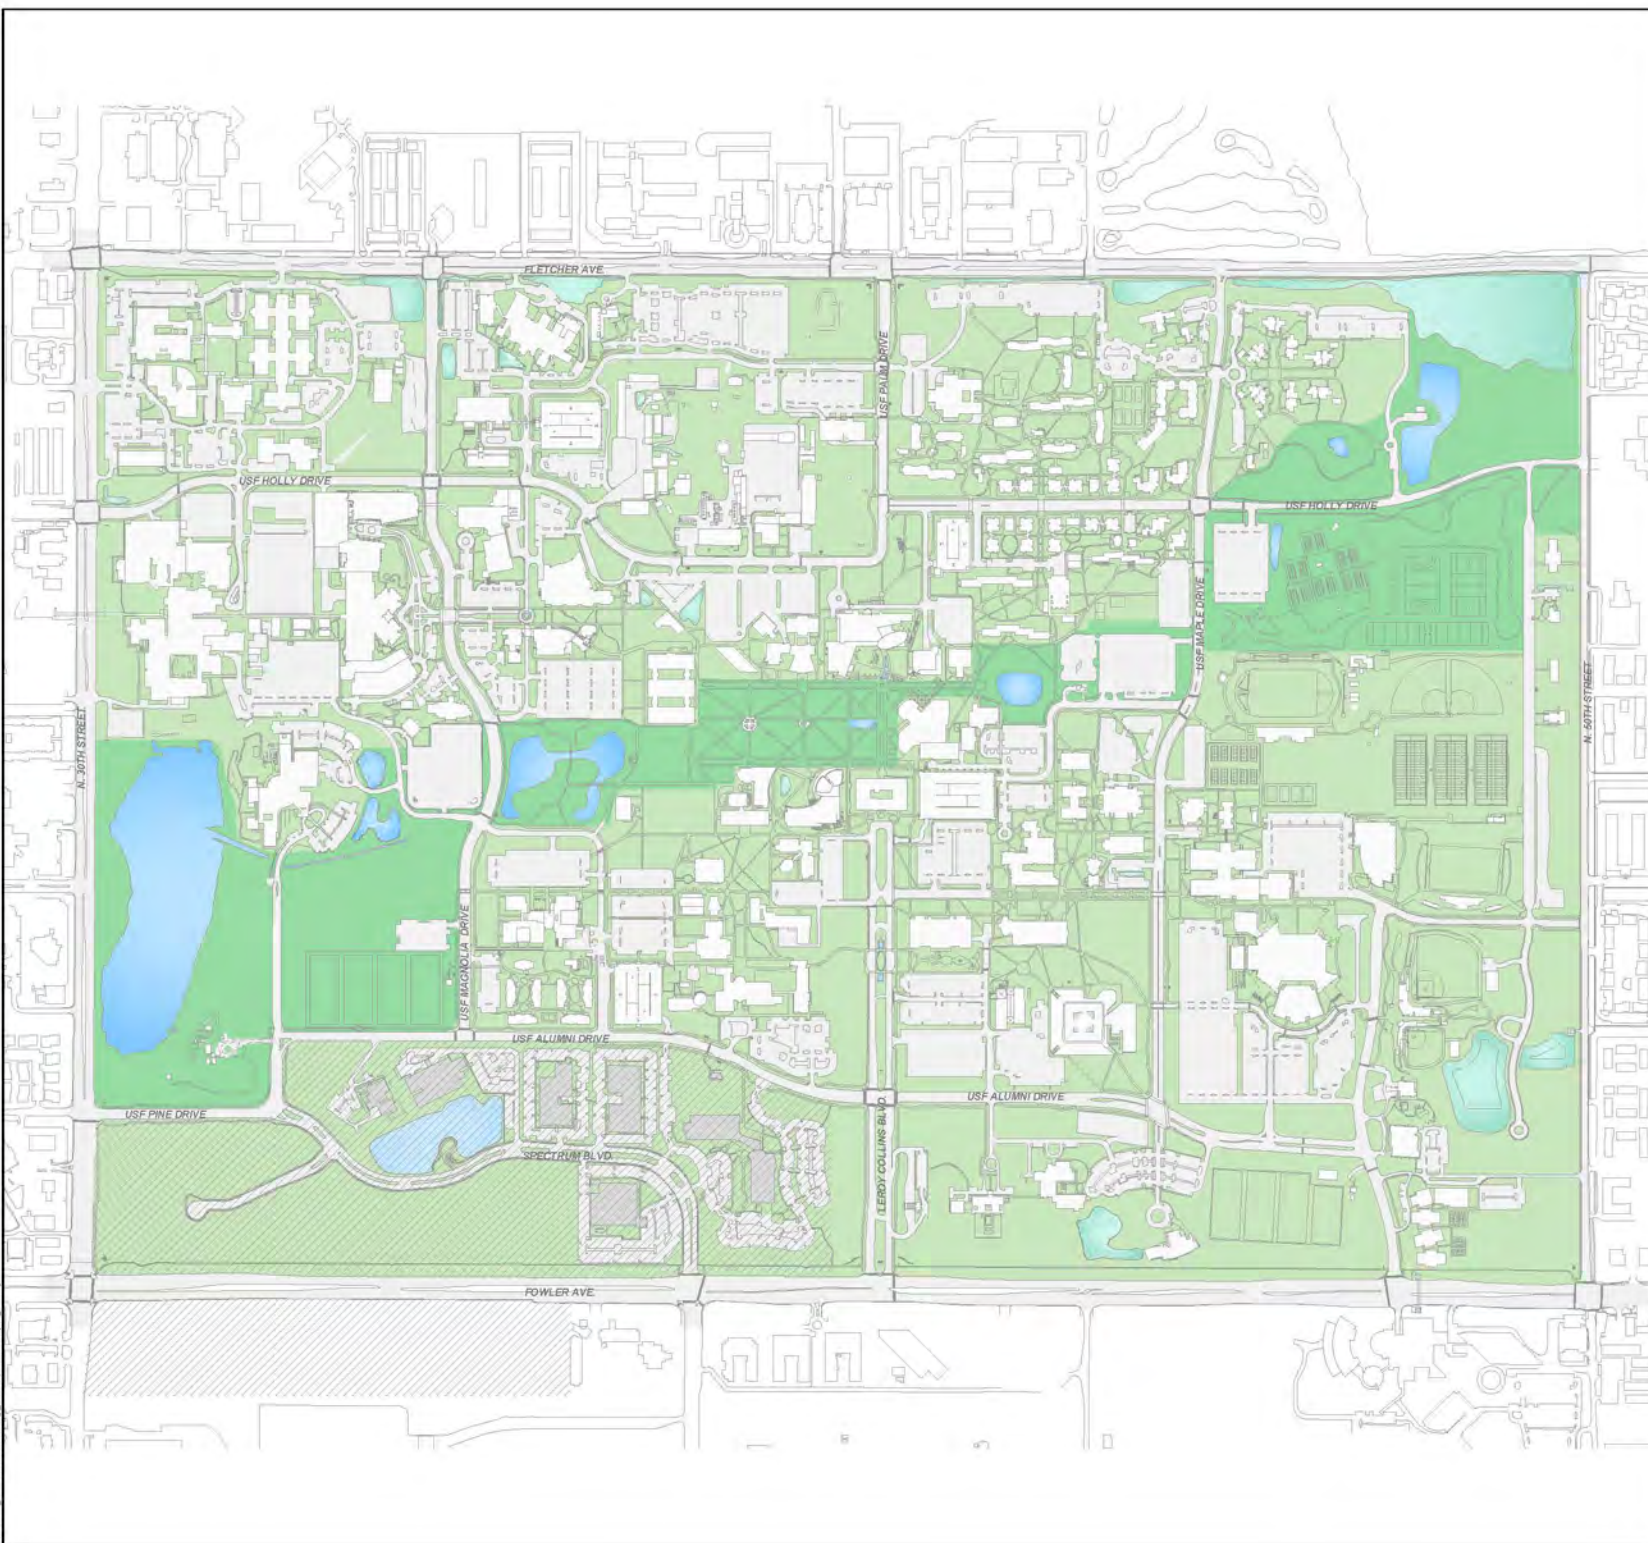 FLETCHER AVE.
USF PALM DRIVE
USF HOLLY DRIVE
USF HOLLY DRIVE
USF MAPLE DRIVE
N. 30TH STREET
N. 50TH STREET
USF MAGNOLIA DRIVE
USF ALUMNI DRIVE
USF ALUMNI DRIVE
USF PINE DRIVE
LEROY COLLINS BLVD.
SPECTRUM BLVD.
FOWLER AVE.